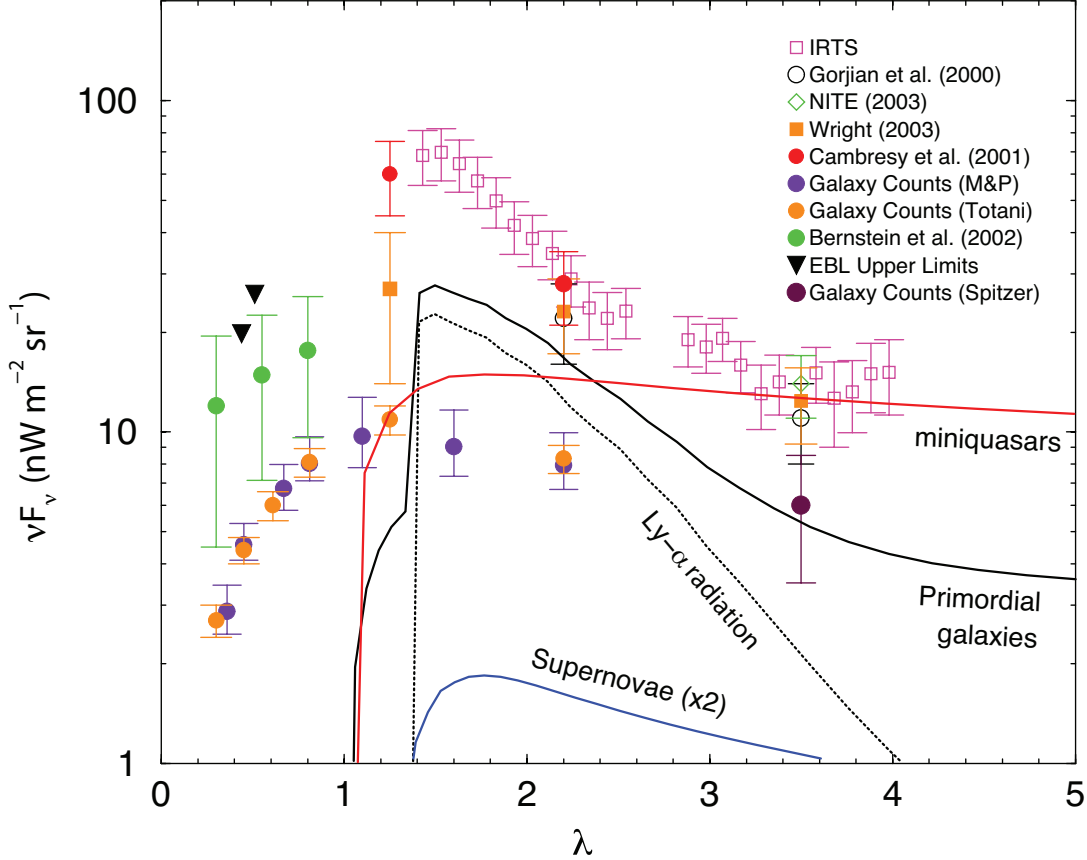 100
10
1
νFν (nW m−2 sr−1)
IRTS
Gorjian et al. (2000)
NITE (2003)
Wright (2003)
Cambresy et al. (2001)
Galaxy Counts (M&P)
Galaxy Counts (Totani)
Bernstein et al. (2002)
EBL Upper Limits
Galaxy Counts (Spitzer)
miniquasars
Ly−α radiation
Primordial
galaxies
Supernovae (x2)
0 1 2 3 4 5
λ